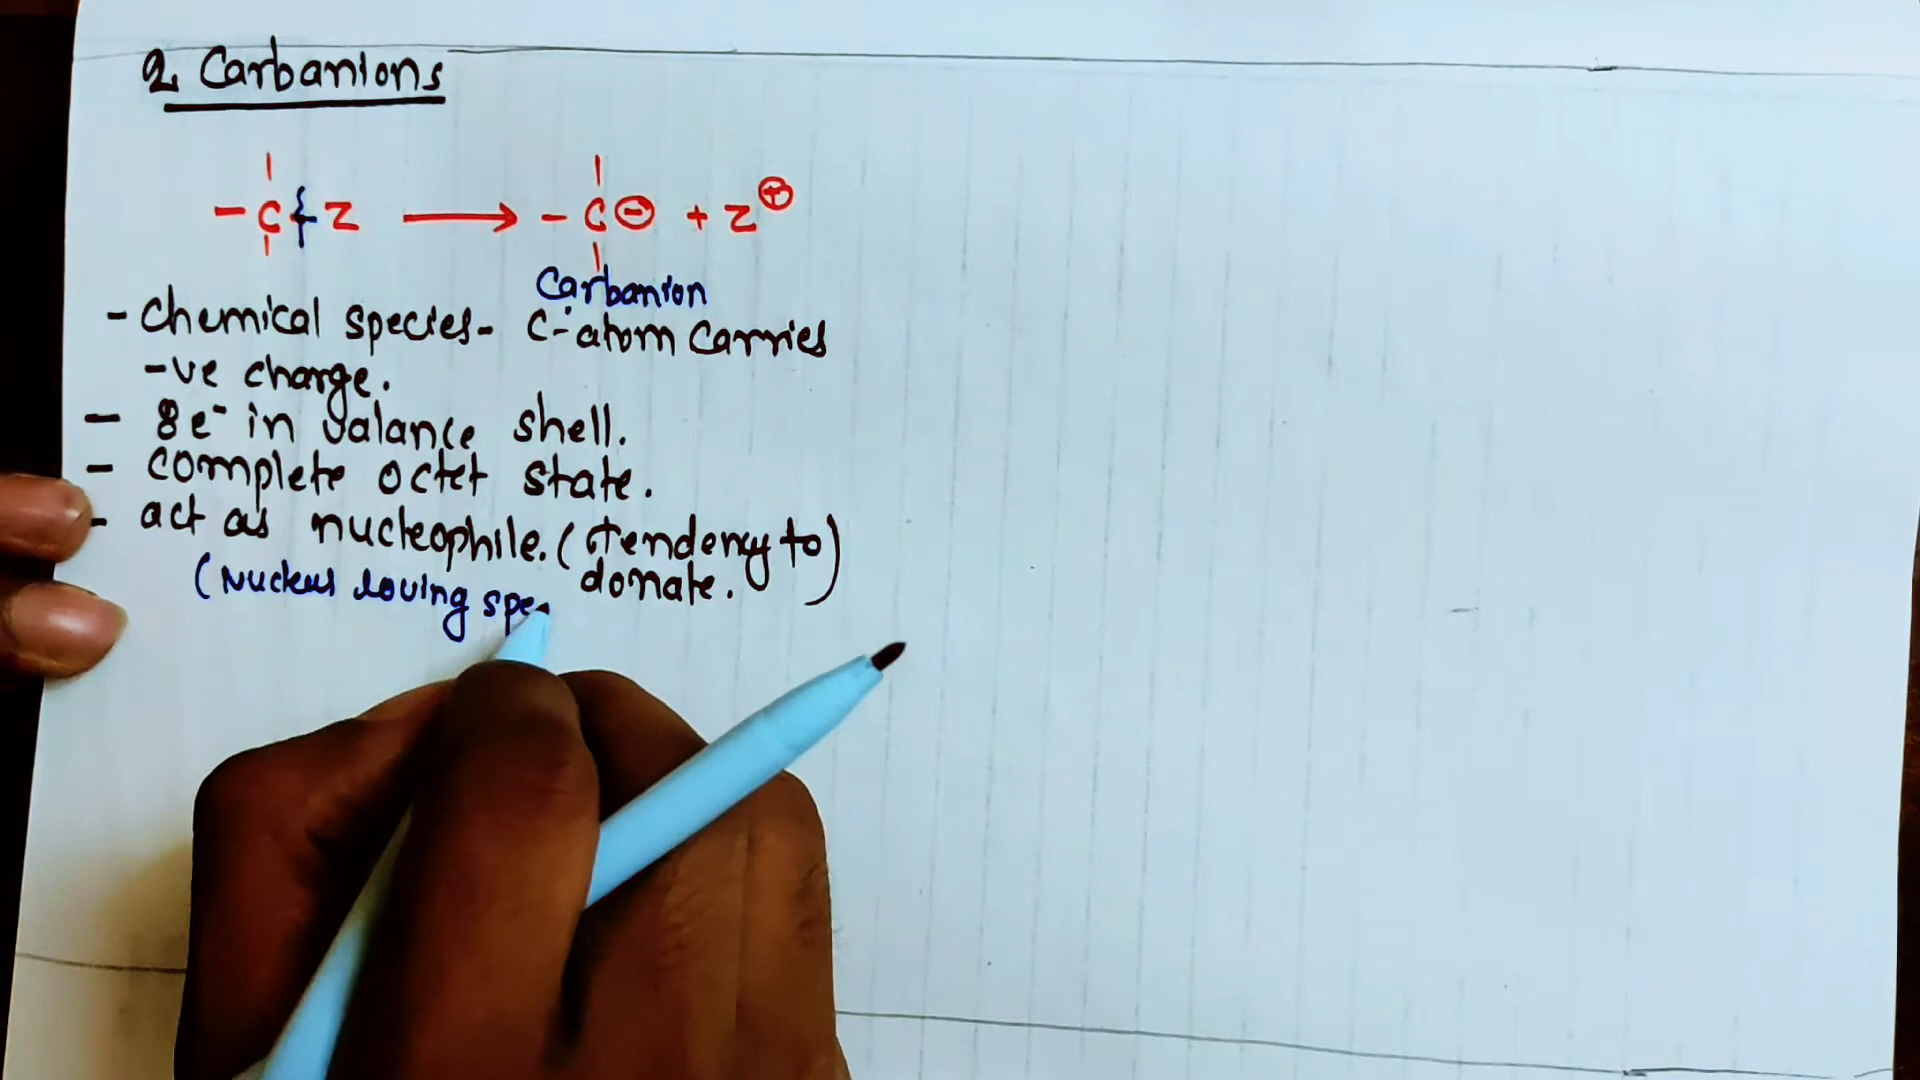 2 Carbanions
- C - Z → - C ⊖ + Z ⊕
Carbanion
- Chemical species - C-atom carries
-ve charge.
- 8e⁻ in valance shell.
- complete octet state.
- act as nucleophile. (tendency to)
donate.
(Nucleus loving spe